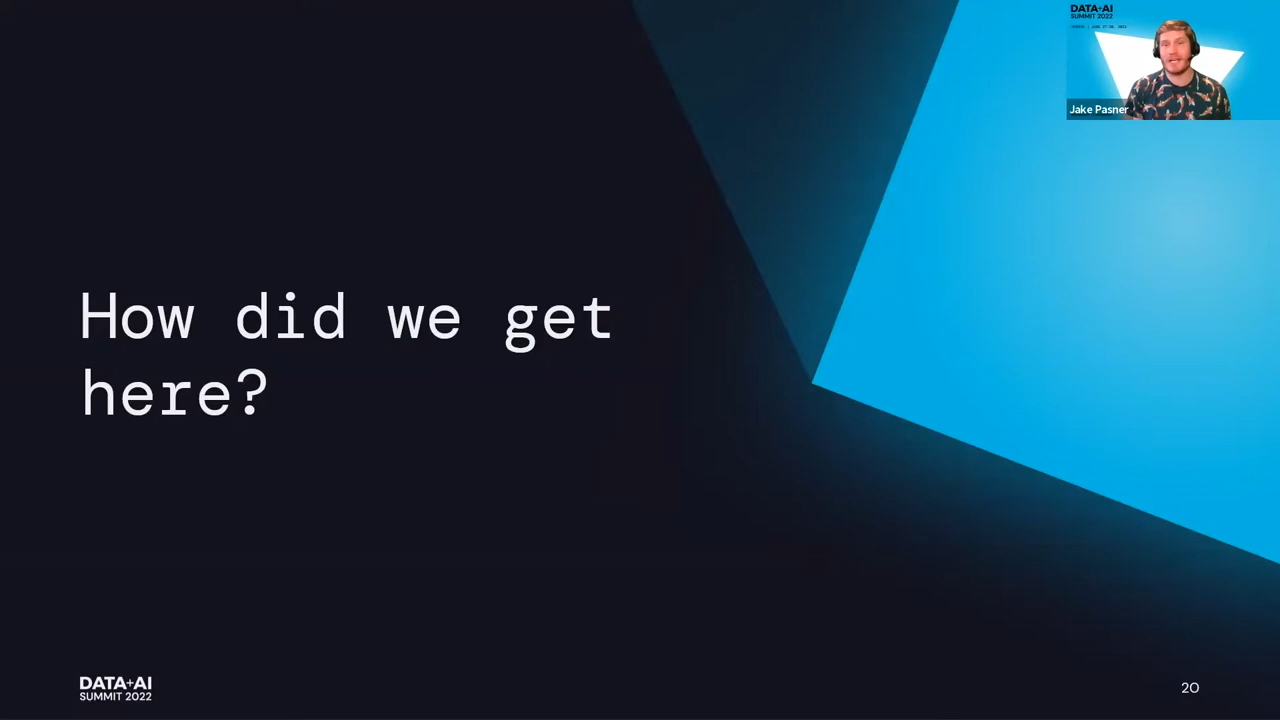 DATA+AI
SUMMIT 2022
Jake Pasner
How did we get
here?
DATA+AI
SUMMIT 2022
20